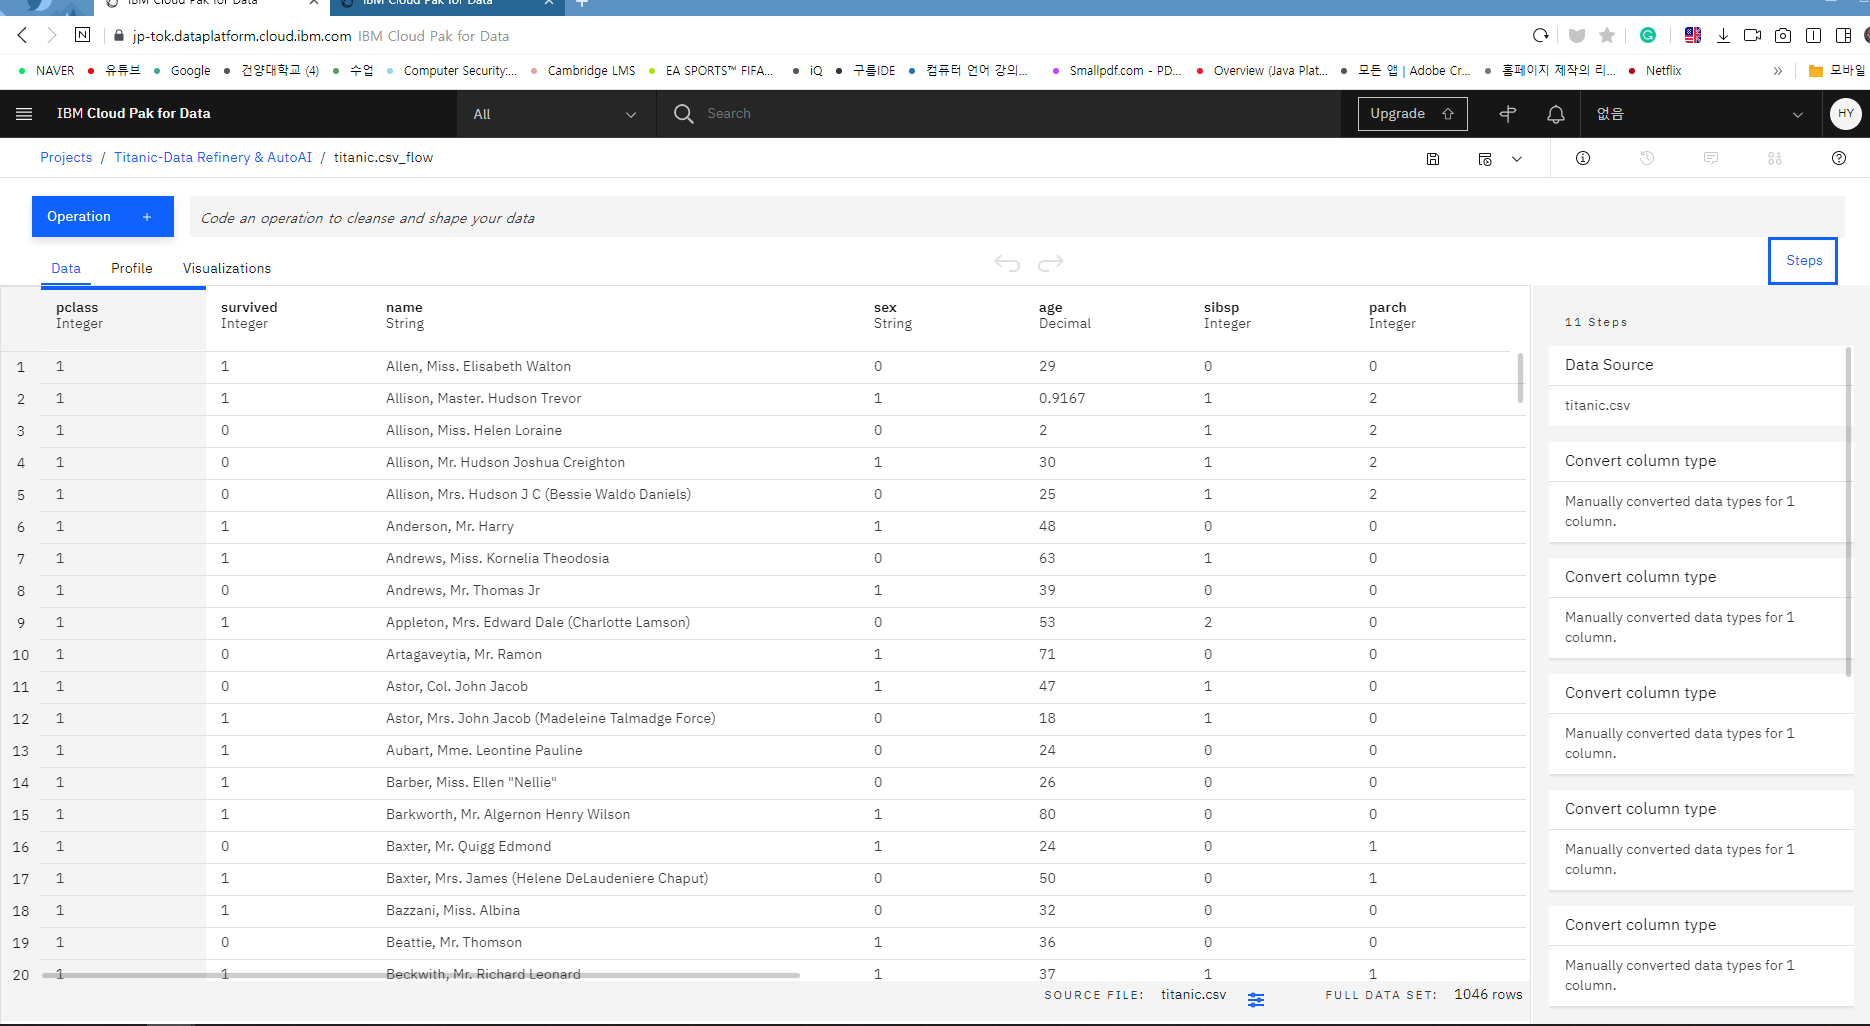 IBM Cloud Pak for Data
IBM Cloud Pak for Data
jp-tok.dataplatform.cloud.ibm.com IBM Cloud Pak for Data
NAVER 유튜브 Google 건양대학교 (4) 수업 Computer Security:... Cambridge LMS EA SPORTS™ FIFA... iQ 구름IDE 컴퓨터 언어 강의... Smallpdf.com - PD... Overview (Java Plat... 모든 앱 | Adobe Cr... 홈페이지 제작의 리... Netflix » 모바일
IBM Cloud Pak for Data All Search Upgrade 없음 HY
Projects / Titanic-Data Refinery & AutoAI / titanic.csv_flow
Operation + Code an operation to cleanse and shape your data
Data Profile Visualizations Steps
pclass survived name sex age sibsp parch
Integer Integer String String Decimal Integer Integer
1 1 1 Allen, Miss. Elisabeth Walton 0 29 0 0
2 1 1 Allison, Master. Hudson Trevor 1 0.9167 1 2
3 1 0 Allison, Miss. Helen Loraine 0 2 1 2
4 1 0 Allison, Mr. Hudson Joshua Creighton 1 30 1 2
5 1 0 Allison, Mrs. Hudson J C (Bessie Waldo Daniels) 0 25 1 2
6 1 1 Anderson, Mr. Harry 1 48 0 0
7 1 1 Andrews, Miss. Kornelia Theodosia 0 63 1 0
8 1 0 Andrews, Mr. Thomas Jr 1 39 0 0
9 1 1 Appleton, Mrs. Edward Dale (Charlotte Lamson) 0 53 2 0
10 1 0 Artagaveytia, Mr. Ramon 1 71 0 0
11 1 0 Astor, Col. John Jacob 1 47 1 0
12 1 1 Astor, Mrs. John Jacob (Madeleine Talmadge Force) 0 18 1 0
13 1 1 Aubart, Mme. Leontine Pauline 0 24 0 0
14 1 1 Barber, Miss. Ellen "Nellie" 0 26 0 0
15 1 1 Barkworth, Mr. Algernon Henry Wilson 1 80 0 0
16 1 0 Baxter, Mr. Quigg Edmond 1 24 0 1
17 1 1 Baxter, Mrs. James (Helene DeLaudeniere Chaput) 0 50 0 1
18 1 1 Bazzani, Miss. Albina 0 32 0 0
19 1 0 Beattie, Mr. Thomson 1 36 0 0
20 1 1 Beckwith, Mr. Richard Leonard 1 37 1 1
SOURCE FILE: titanic.csv FULL DATA SET: 1046 rows
11 Steps
Data Source
titanic.csv
Convert column type
Manually converted data types for 1
column.
Convert column type
Manually converted data types for 1
column.
Convert column type
Manually converted data types for 1
column.
Convert column type
Manually converted data types for 1
column.
Convert column type
Manually converted data types for 1
column.